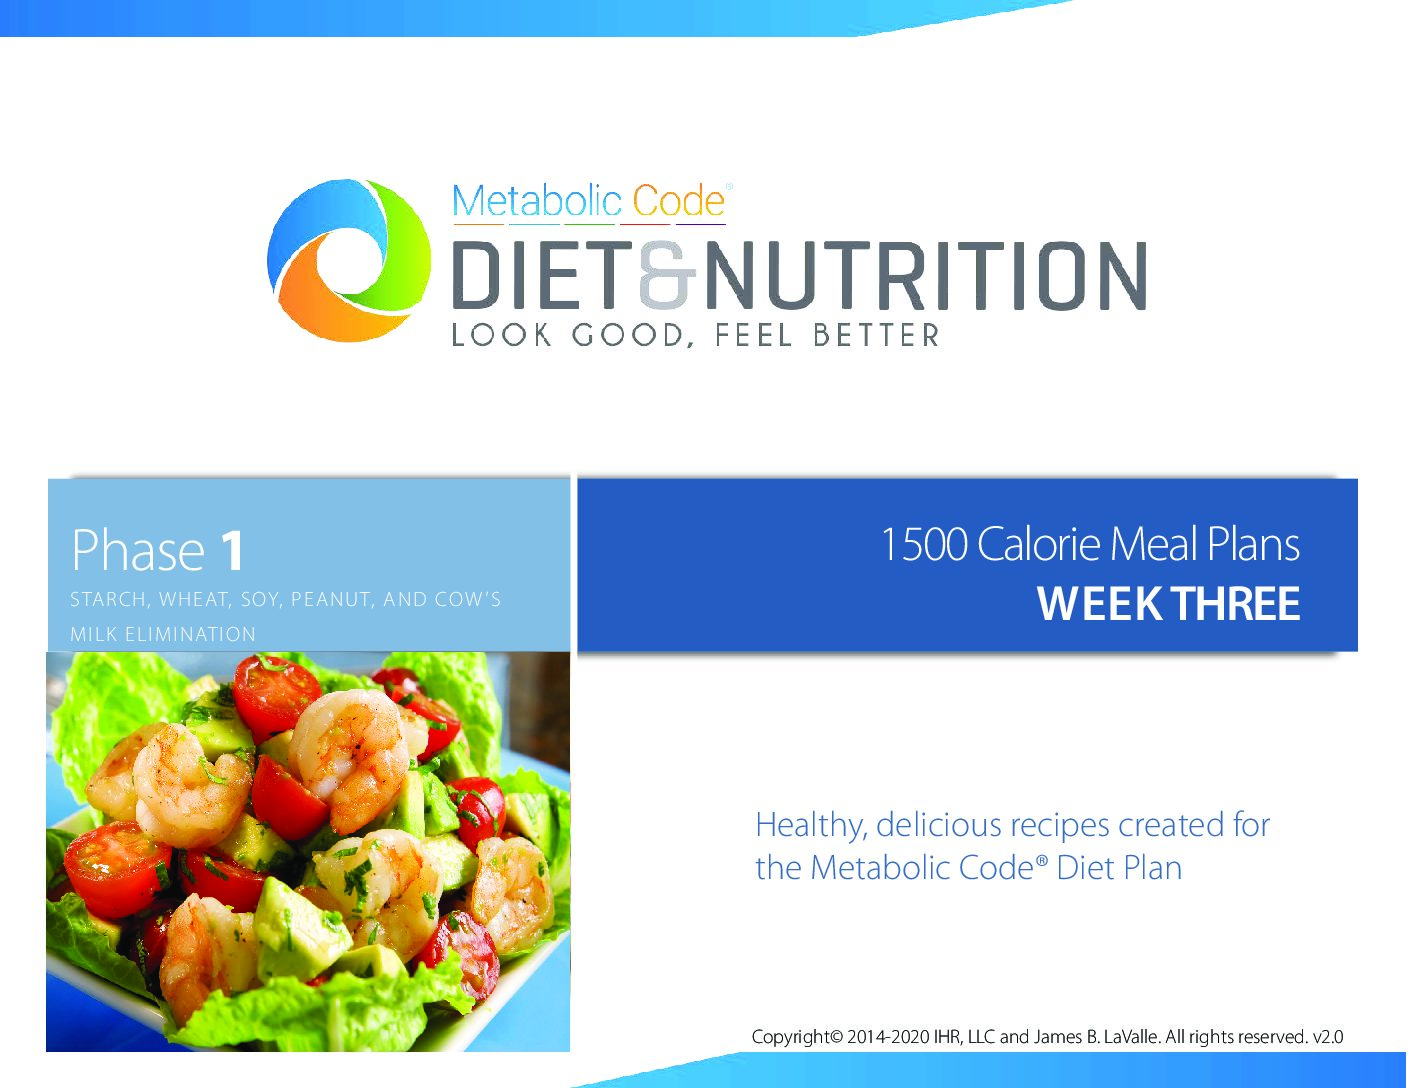 Metabolic Code®
DIET&NUTRITION
LOOK GOOD, FEEL BETTER
Phase 1
STARCH, WHEAT, SOY, PEANUT, AND COW'S
MILK ELIMINATION
1500 Calorie Meal Plans
WEEK THREE
Healthy, delicious recipes created for
the Metabolic Code® Diet Plan
Copyright© 2014-2020 IHR, LLC and James B. LaValle. All rights reserved. v2.0